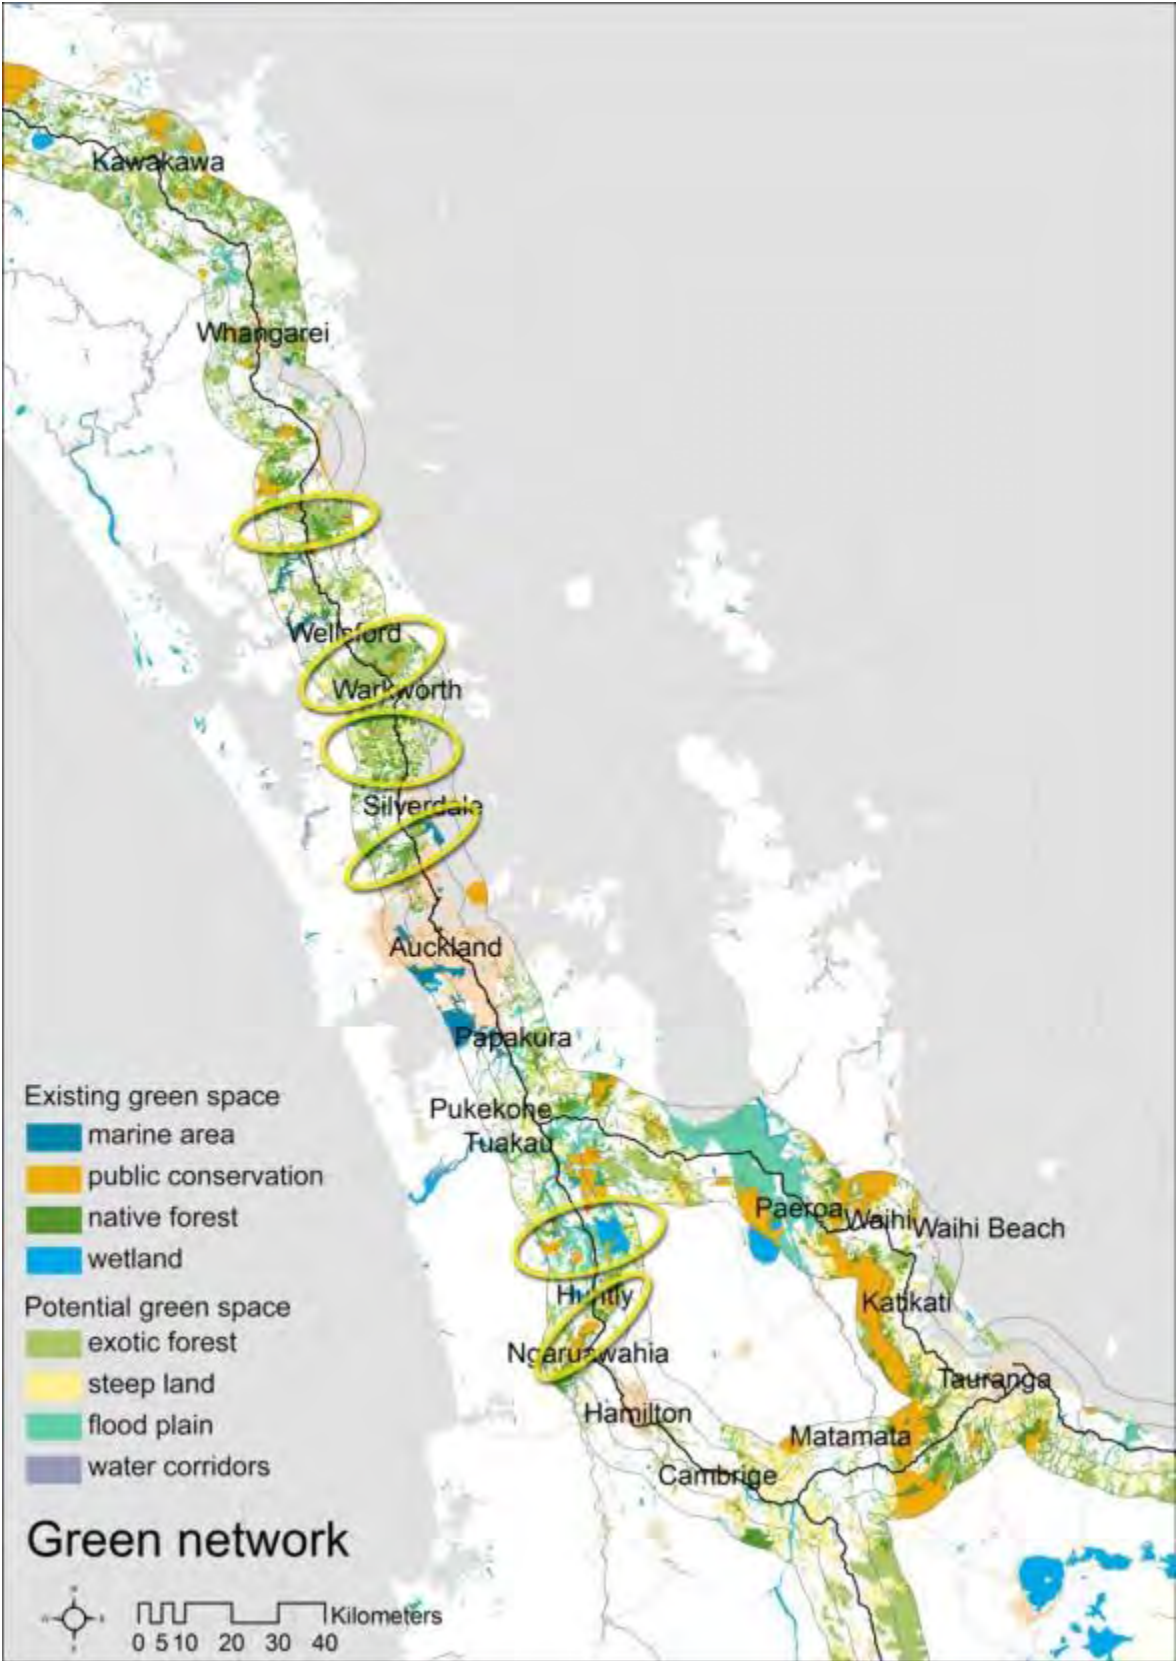 Kawakawa
Whangarei
Wellsford
Warkworth
Silverdale
Auckland
Papakura
Pukekohe
Tuakau
Paeroa
Waihi
Waihi Beach
Huntly
Katikati
Ngaruawahia
Tauranga
Hamilton
Matamata
Cambrige
Existing green space
marine area
public conservation
native forest
wetland
Potential green space
exotic forest
steep land
flood plain
water corridors
Green network
Kilometers
0 5 10 20 30 40